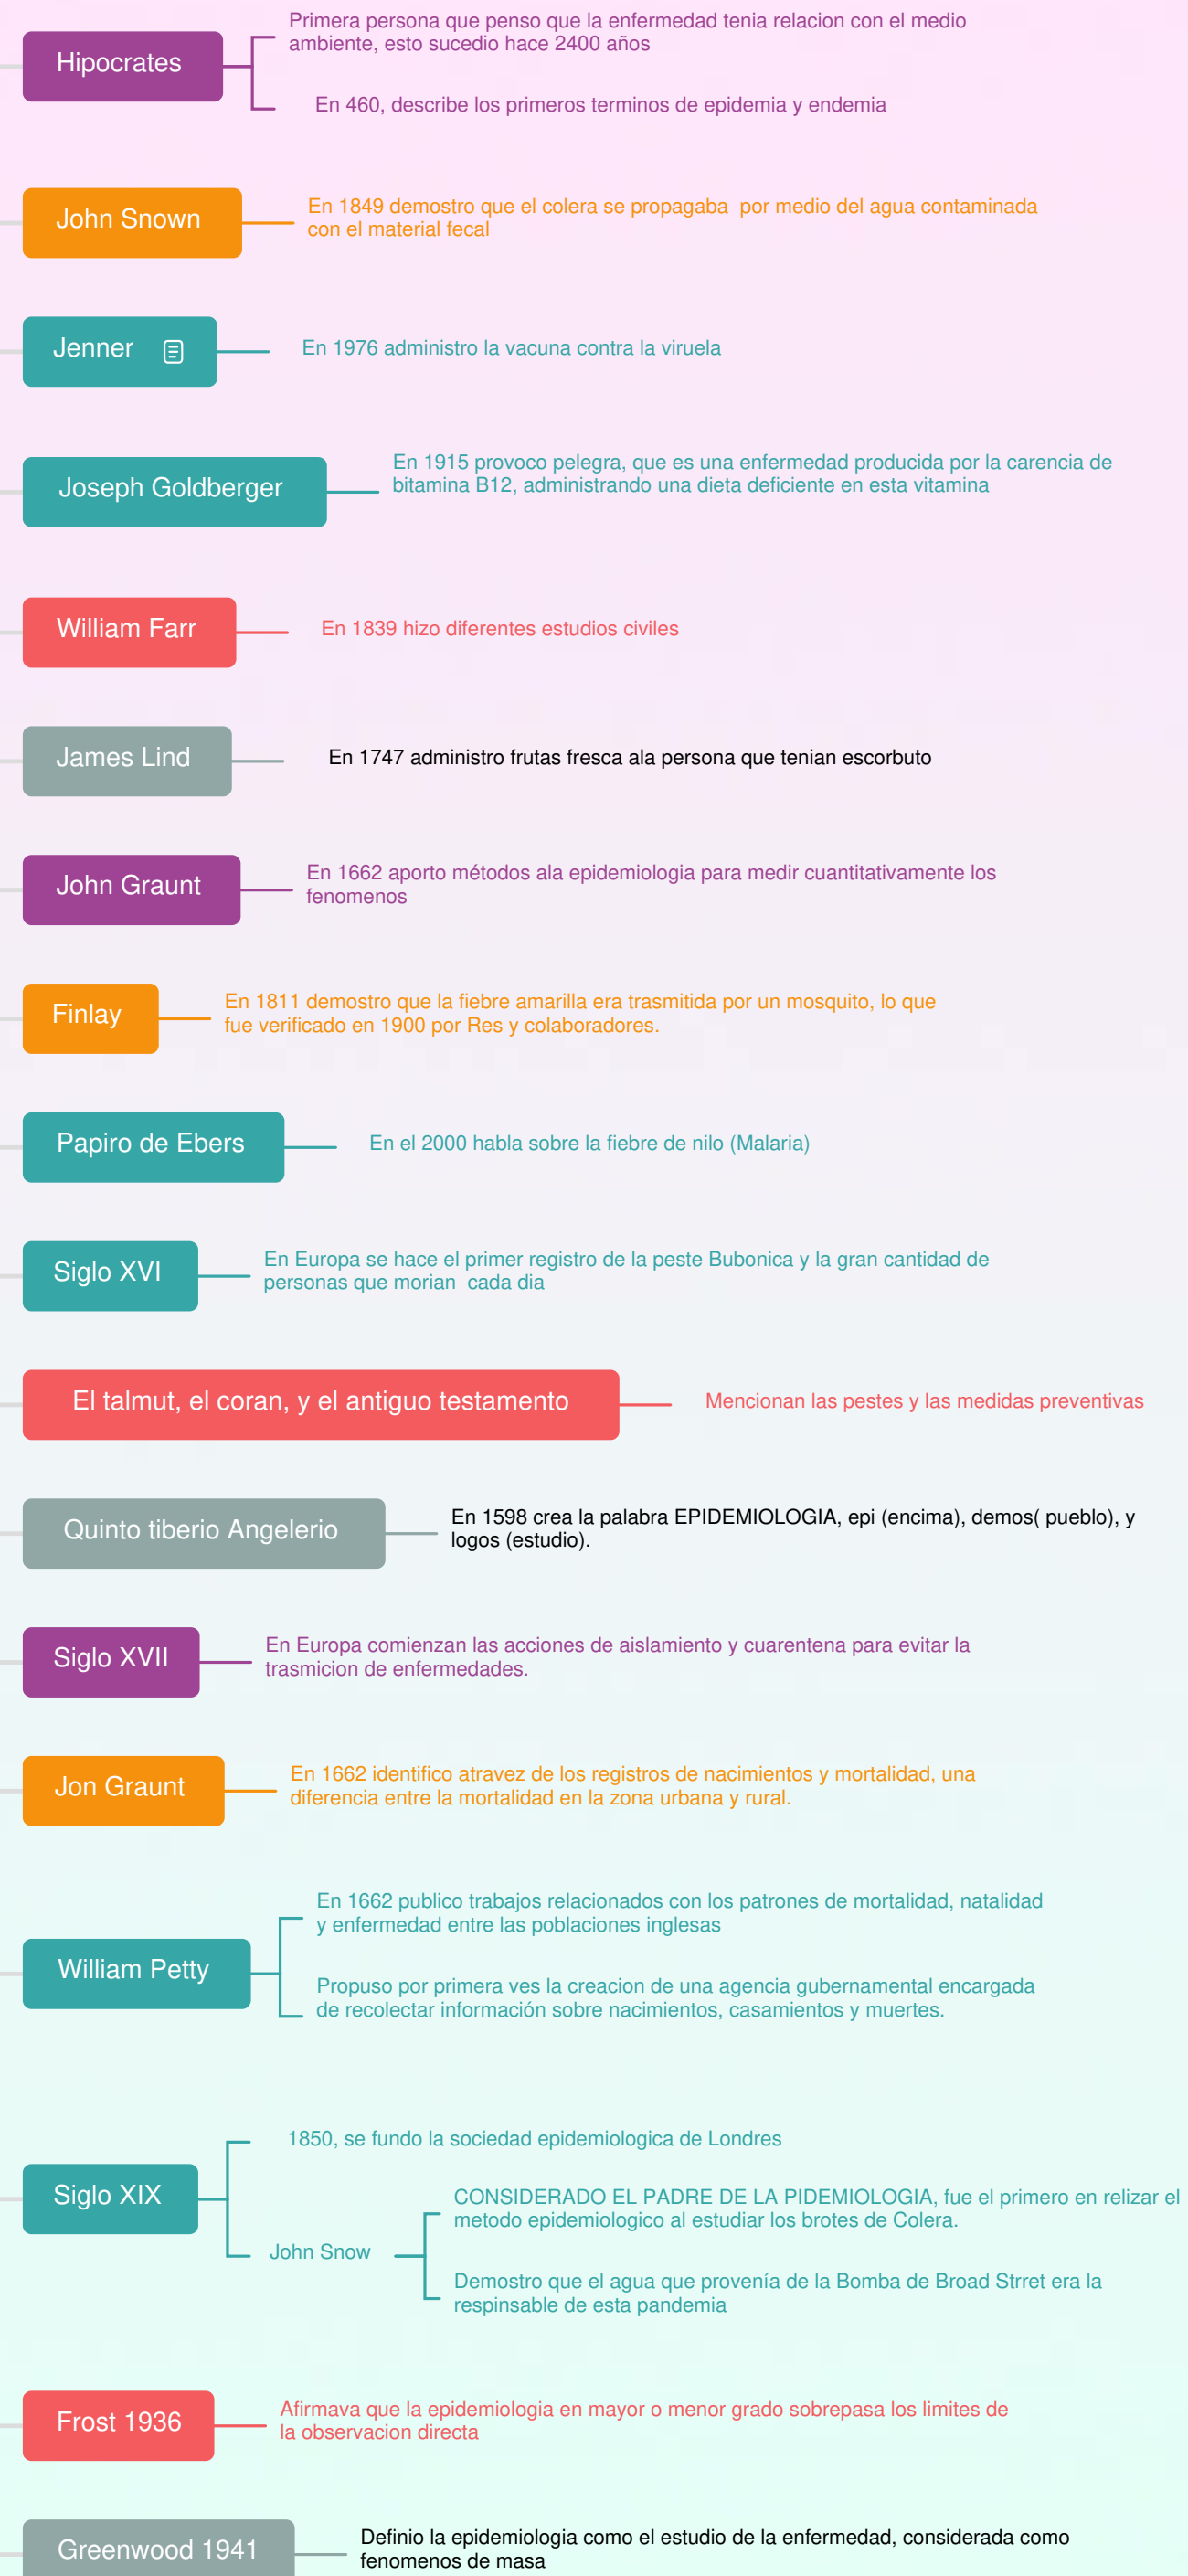 Hipocrates
Primera persona que penso que la enfermedad tenia relacion con el medio
ambiente, esto sucedio hace 2400 años
En 460, describe los primeros terminos de epidemia y endemia
John Snown
En 1849 demostro que el colera se propagaba  por medio del agua contaminada
con el material fecal
Jenner
En 1976 administro la vacuna contra la viruela
Joseph Goldberger
En 1915 provoco pelegra, que es una enfermedad producida por la carencia de
bitamina B12, administrando una dieta deficiente en esta vitamina
William Farr
En 1839 hizo diferentes estudios civiles
James Lind
En 1747 administro frutas fresca ala persona que tenian escorbuto
John Graunt
En 1662 aporto métodos ala epidemiologia para medir cuantitativamente los
fenomenos
Finlay
En 1811 demostro que la fiebre amarilla era trasmitida por un mosquito, lo que
fue verificado en 1900 por Res y colaboradores.
Papiro de Ebers
En el 2000 habla sobre la fiebre de nilo (Malaria)
Siglo XVI
En Europa se hace el primer registro de la peste Bubonica y la gran cantidad de
personas que morian  cada dia
El talmut, el coran, y el antiguo testamento
Mencionan las pestes y las medidas preventivas
Quinto tiberio Angelerio
En 1598 crea la palabra EPIDEMIOLOGIA, epi (encima), demos( pueblo), y
logos (estudio).
Siglo XVII
En Europa comienzan las acciones de aislamiento y cuarentena para evitar la
trasmicion de enfermedades.
Jon Graunt
En 1662 identifico atravez de los registros de nacimientos y mortalidad, una
diferencia entre la mortalidad en la zona urbana y rural.
William Petty
En 1662 publico trabajos relacionados con los patrones de mortalidad, natalidad
y enfermedad entre las poblaciones inglesas
Propuso por primera ves la creacion de una agencia gubernamental encargada
de recolectar información sobre nacimientos, casamientos y muertes.
Siglo XIX
1850, se fundo la sociedad epidemiologica de Londres
John Snow
CONSIDERADO EL PADRE DE LA PIDEMIOLOGIA, fue el primero en relizar el
metodo epidemiologico al estudiar los brotes de Colera.
Demostro que el agua que provenía de la Bomba de Broad Strret era la
respinsable de esta pandemia
Frost 1936
Afirmava que la epidemiologia en mayor o menor grado sobrepasa los limites de
la observacion directa
Greenwood 1941
Definio la epidemiologia como el estudio de la enfermedad, considerada como
fenomenos de masa